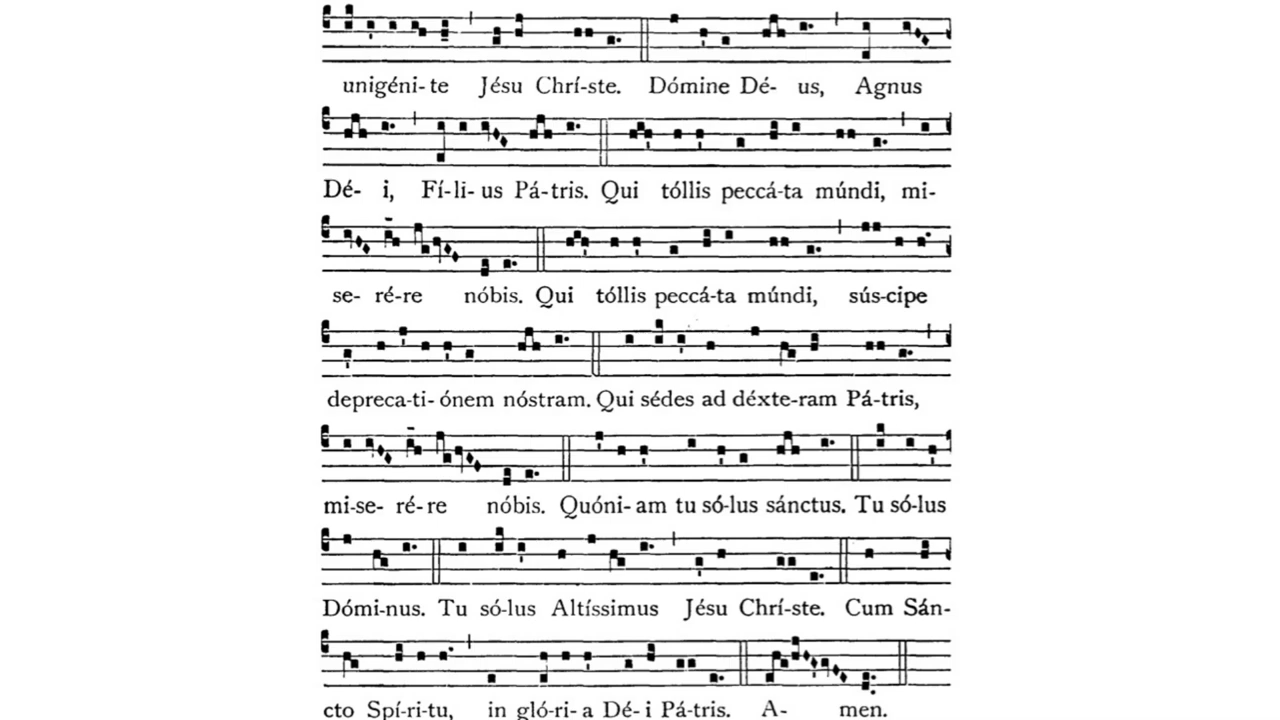 unigéni-te Jésu Chrí-ste. Dómine Dé- us, Agnus
Dé- i, Fí-li- us Pá-tris. Qui tóllis peccá-ta múndi, mi-
se- ré-re nóbis. Qui tóllis peccá-ta múndi, sús-cipe
depreca-ti- ónem nóstram. Qui sédes ad déxte-ram Pá-tris,
mi-se- ré- re nóbis. Quóni- am tu só-lus sánctus. Tu só-lus
Dómi-nus. Tu só-lus Altíssimus Jésu Chrí-ste. Cum Sán-
cto Spí-ri-tu, in gló-ri- a Dé- i Pá-tris. A- men.